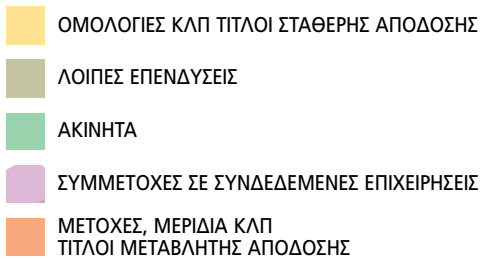 ΟΜΟΛΟΓΙΕΣ ΚΛΠ ΤΙΤΛΟΙ ΣΤΑΘΕΡΗΣ ΑΠΟΔΟΣΗΣ
ΛΟΙΠΕΣ ΕΠΕΝΔΥΣΕΙΣ
ΑΚΙΝΗΤΑ
ΣΥΜΜΕΤΟΧΕΣ ΣΕ ΣΥΝΔΕΔΕΜΕΝΕΣ ΕΠΙΧΕΙΡΗΣΕΙΣ
ΜΕΤΟΧΕΣ, ΜΕΡΙΔΙΑ ΚΛΠ
ΤΙΤΛΟΙ ΜΕΤΑΒΛΗΤΗΣ ΑΠΟΔΟΣΗΣ